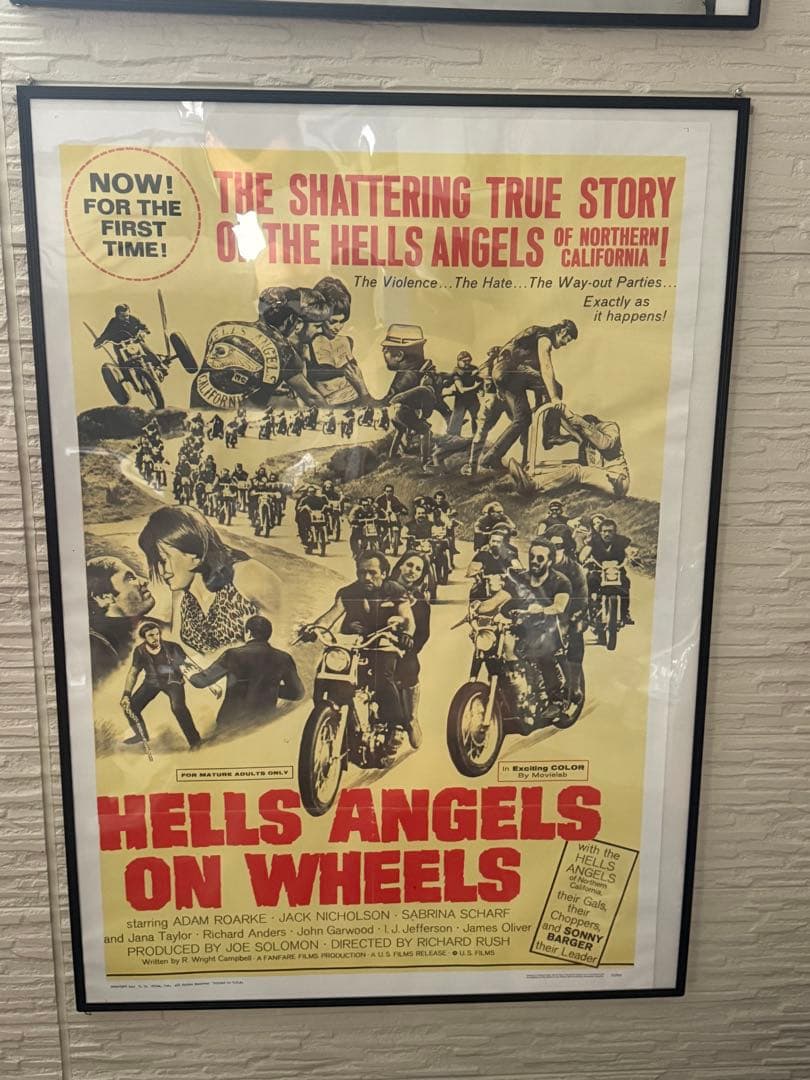 NOW!
FOR THE
FIRST
TIME!
THE SHATTERING TRUE STORY
OF THE HELLS ANGELS OF NORTHERN CALIFORNIA!
The Violence...The Hate...The Way-out Parties...
Exactly as
it happens!
HELLS ANGELS
CALIFORNIA
FOR MATURE ADULTS ONLY
In Exciting COLOR
By Movielab
HELLS ANGELS
ON WHEELS
with the
HELLS
ANGELS
of Northern
California,
their Gals,
their
Choppers,
and SONNY
BARGER
their Leader
starring ADAM ROARKE · JACK NICHOLSON · SABRINA SCHARF
and Jana Taylor · Richard Anders · John Garwood · I.J. Jefferson · James Oliver
PRODUCED BY JOE SOLOMON · DIRECTED BY RICHARD RUSH
Written by R. Wright Campbell · A FANFARE FILMS PRODUCTION · A U.S. FILMS RELEASE · © U.S. FILMS